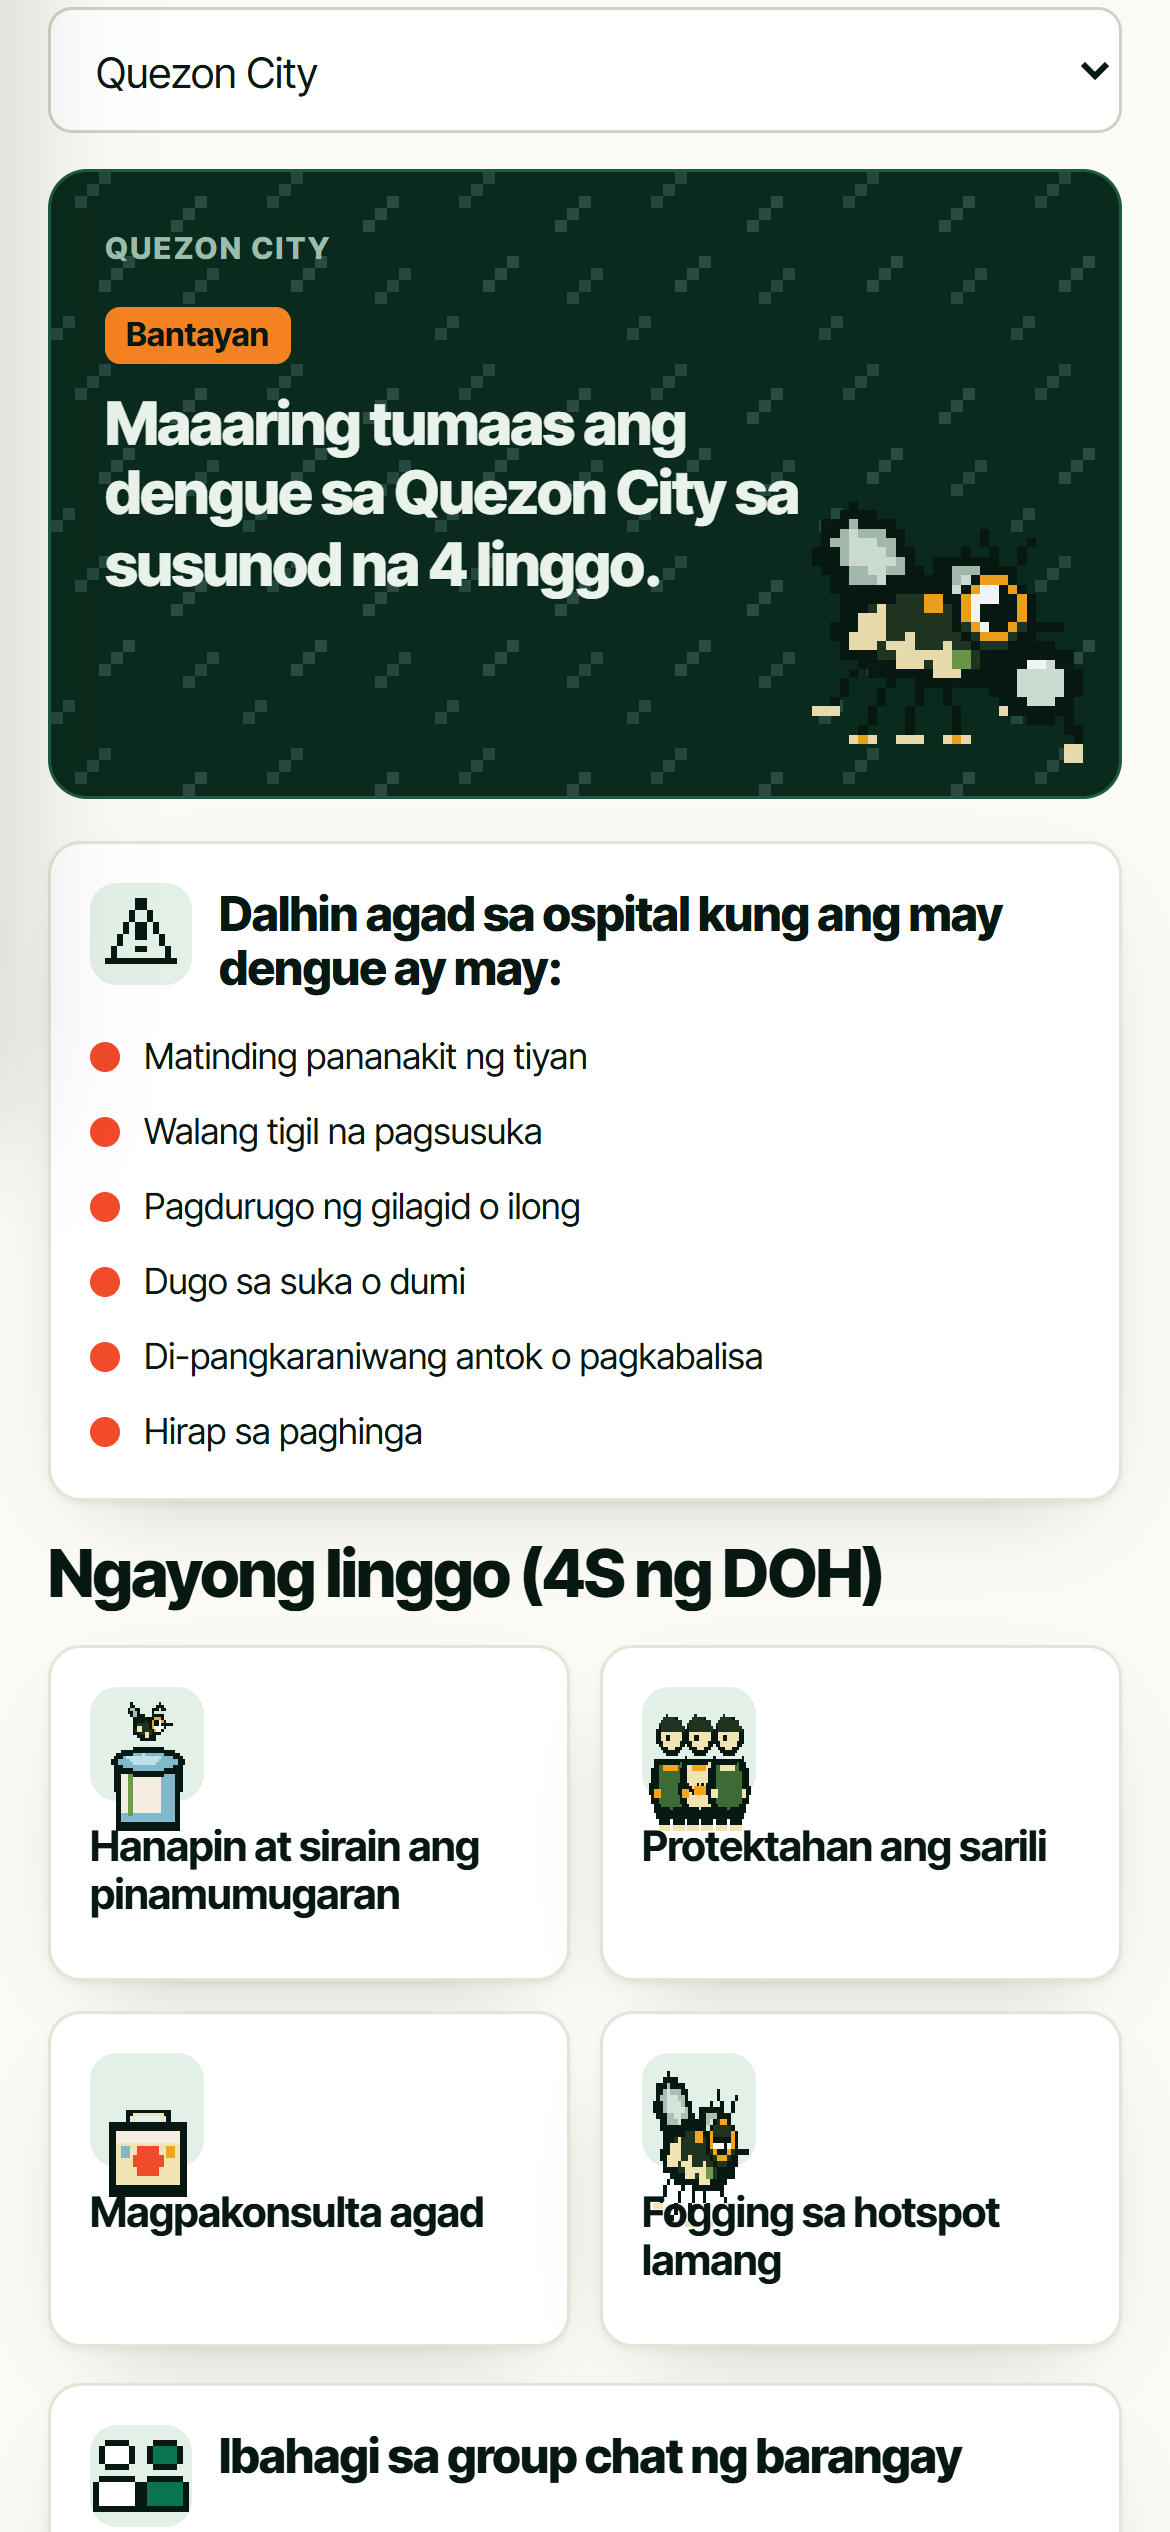 Quezon City
QUEZON CITY
Bantayan
Maaaring tumaas ang
dengue sa Quezon City sa
susunod na 4 linggo.
Dalhin agad sa ospital kung ang may
dengue ay may:
Matinding pananakit ng tiyan
Walang tigil na pagsusuka
Pagdurugo ng gilagid o ilong
Dugo sa suka o dumi
Di-pangkaraniwang antok o pagkabalisa
Hirap sa paghinga
Ngayong linggo (4S ng DOH)
Hanapin at sirain ang
pinamumugaran
Protektahan ang sarili
Magpakonsulta agad
Fogging sa hotspot
lamang
Ibahagi sa group chat ng barangay